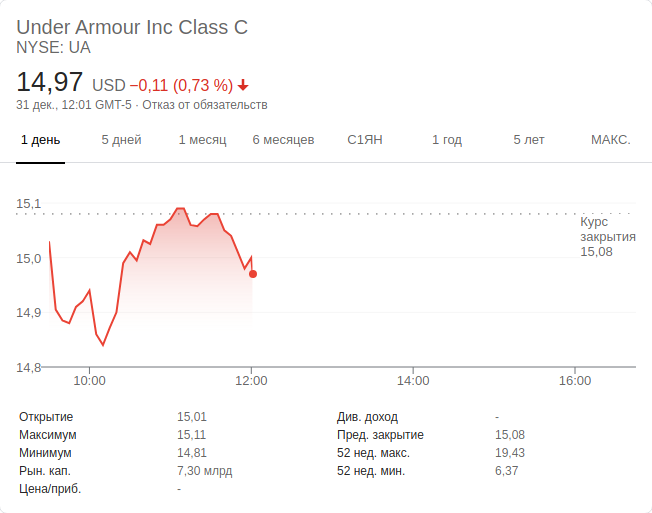 Under Armour Inc Class C
NYSE: UA
14,97 USD −0,11 (0,73 %)
31 дек., 12:01 GMT-5 · Отказ от обязательств
1 день 5 дней 1 месяц 6 месяцев С1ЯН 1 год 5 лет МАКС.
15,1
Курс
закрытия
15,08
15,0
14,9
14,8
10:00 12:00 14:00 16:00
Открытие 15,01 Див. доход -
Максимум 15,11 Пред. закрытие 15,08
Минимум 14,81 52 нед. макс. 19,43
Рын. кап. 7,30 млрд 52 нед. мин. 6,37
Цена/приб. -